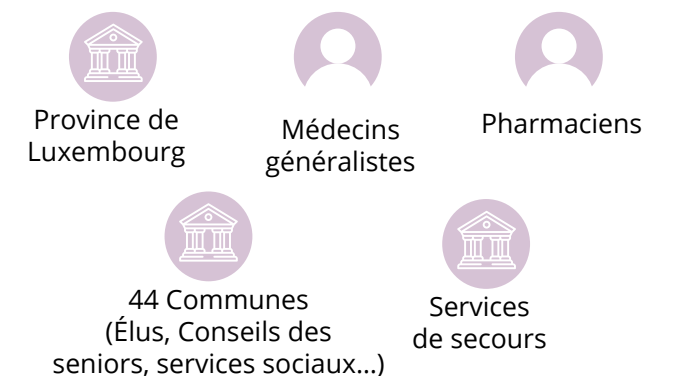 Province de
Luxembourg
Médecins
généralistes
Pharmaciens
44 Communes
(Élus, Conseils des
seniors, services sociaux...)
Services
de secours